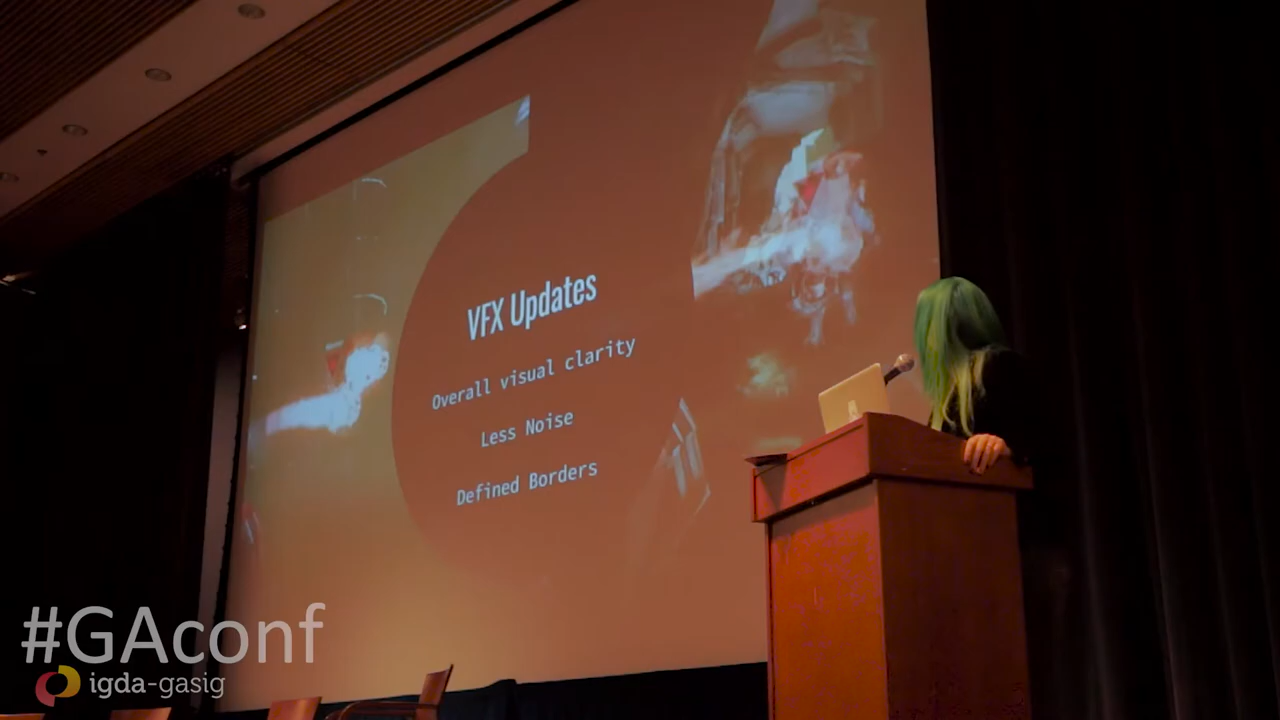 VFX Updates
Overall visual clarity
Less Noise
Defined Borders
#GAconf
igda-gasig